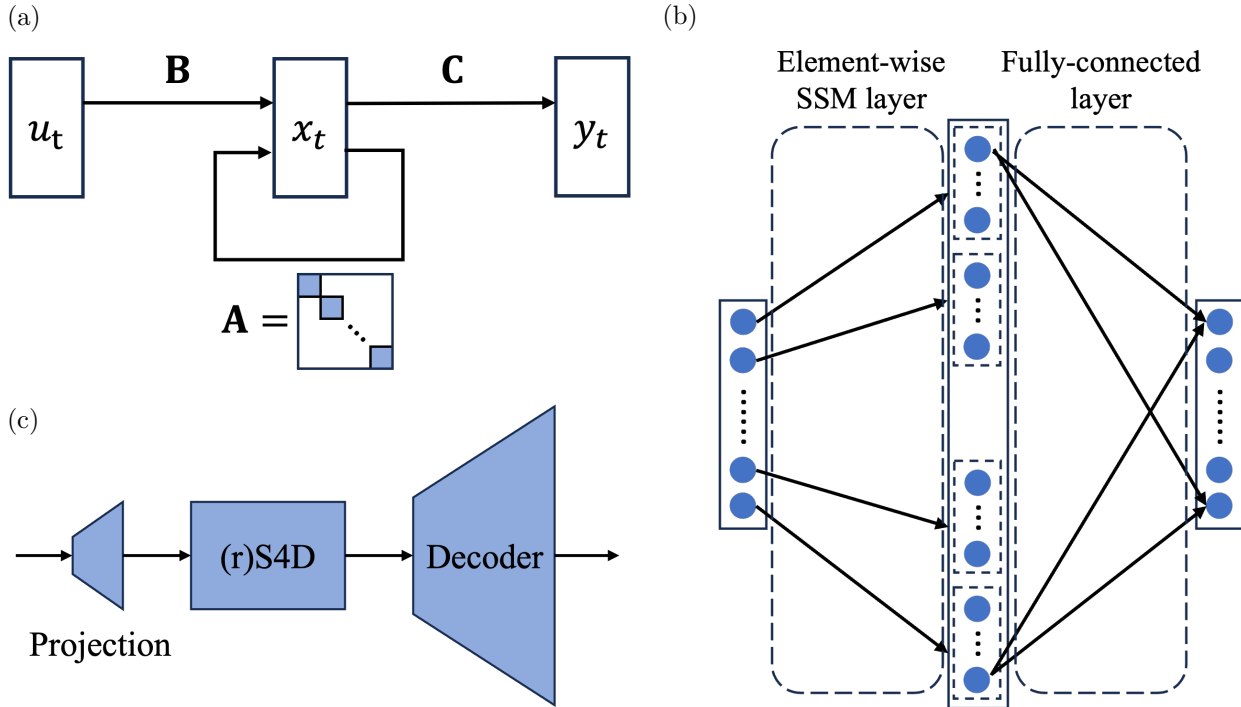 (a)
B
C
u_t
x_t
y_t
A =
(b)
Element-wise
SSM layer
Fully-connected
layer
(c)
(r)S4D
Decoder
Projection